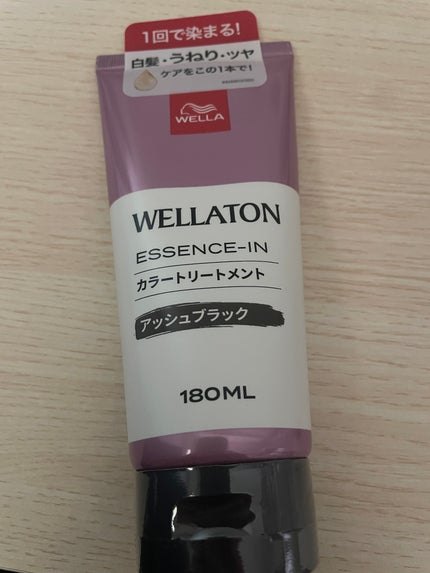 1回で染まる!
白髪・うねり・ツヤ
ケアをこの1本で!
WELLA
WELLATON
ESSENCE-IN
カラートリートメント
アッシュブラック
180ML